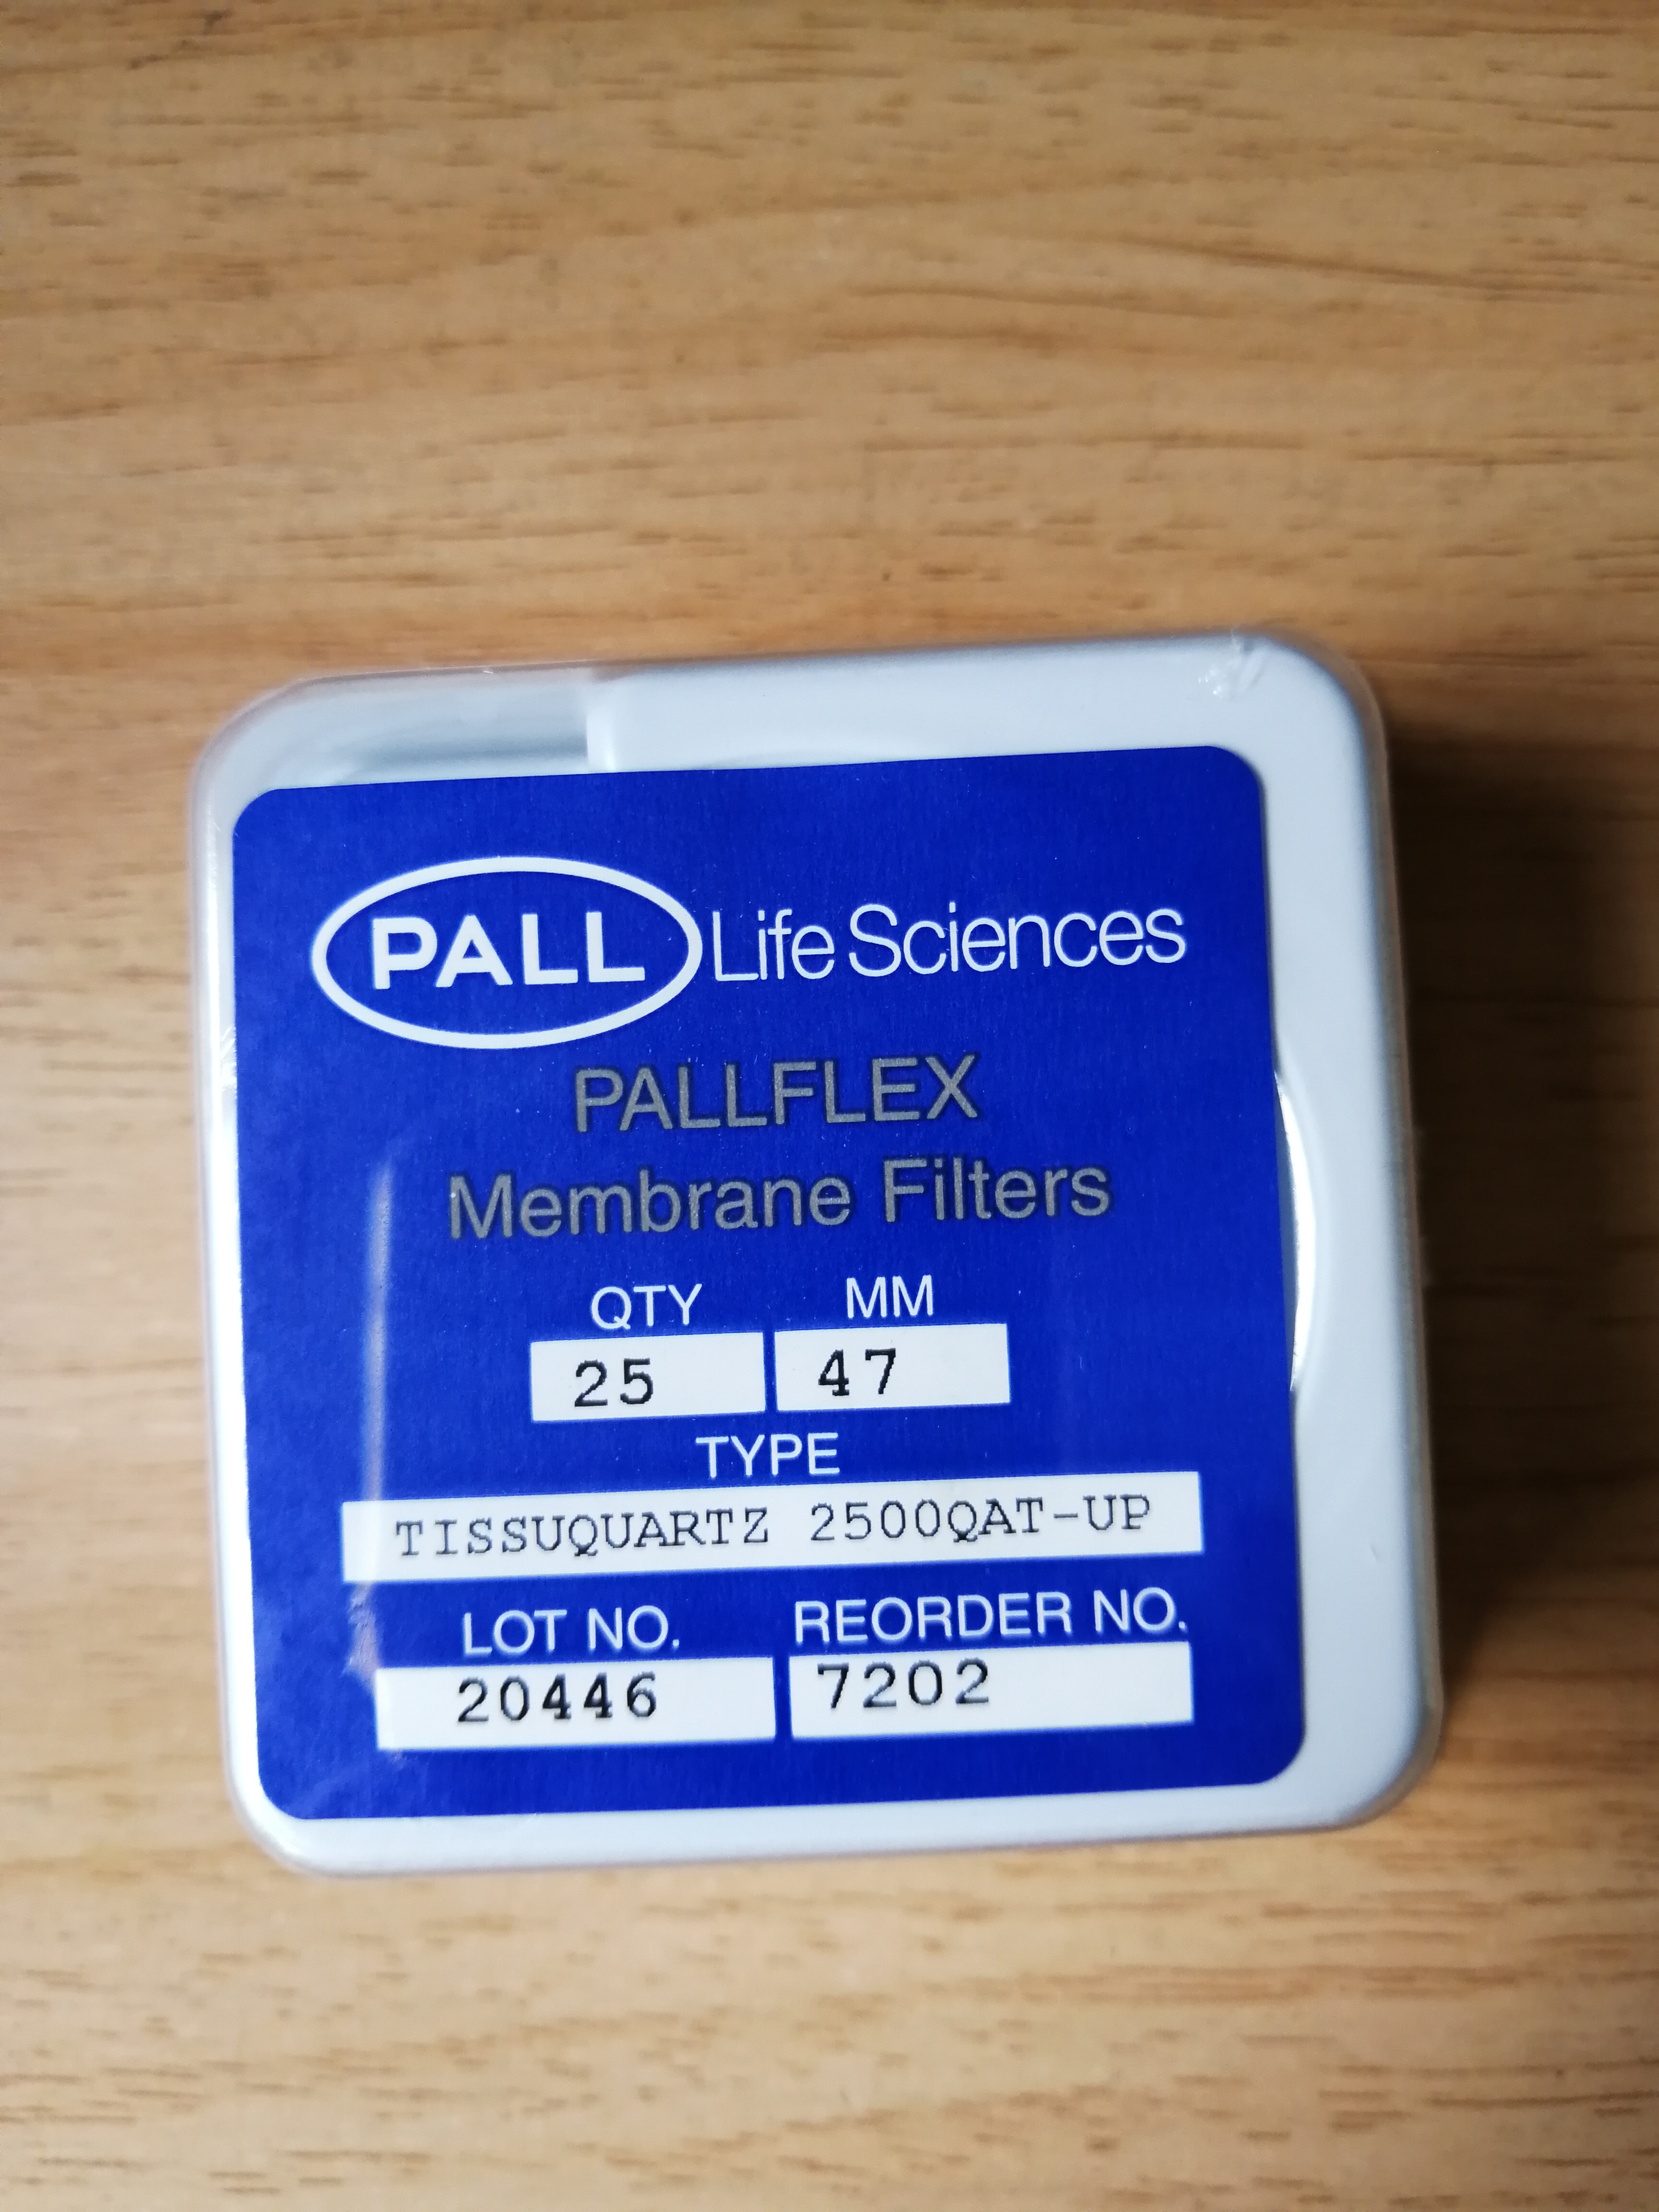 PALL Life Sciences
PALLFLEX
Membrane Filters
QTY MM
25 47
TYPE
TISSUQUARTZ 2500QAT-UP
LOT NO. REORDER NO.
20446 7202